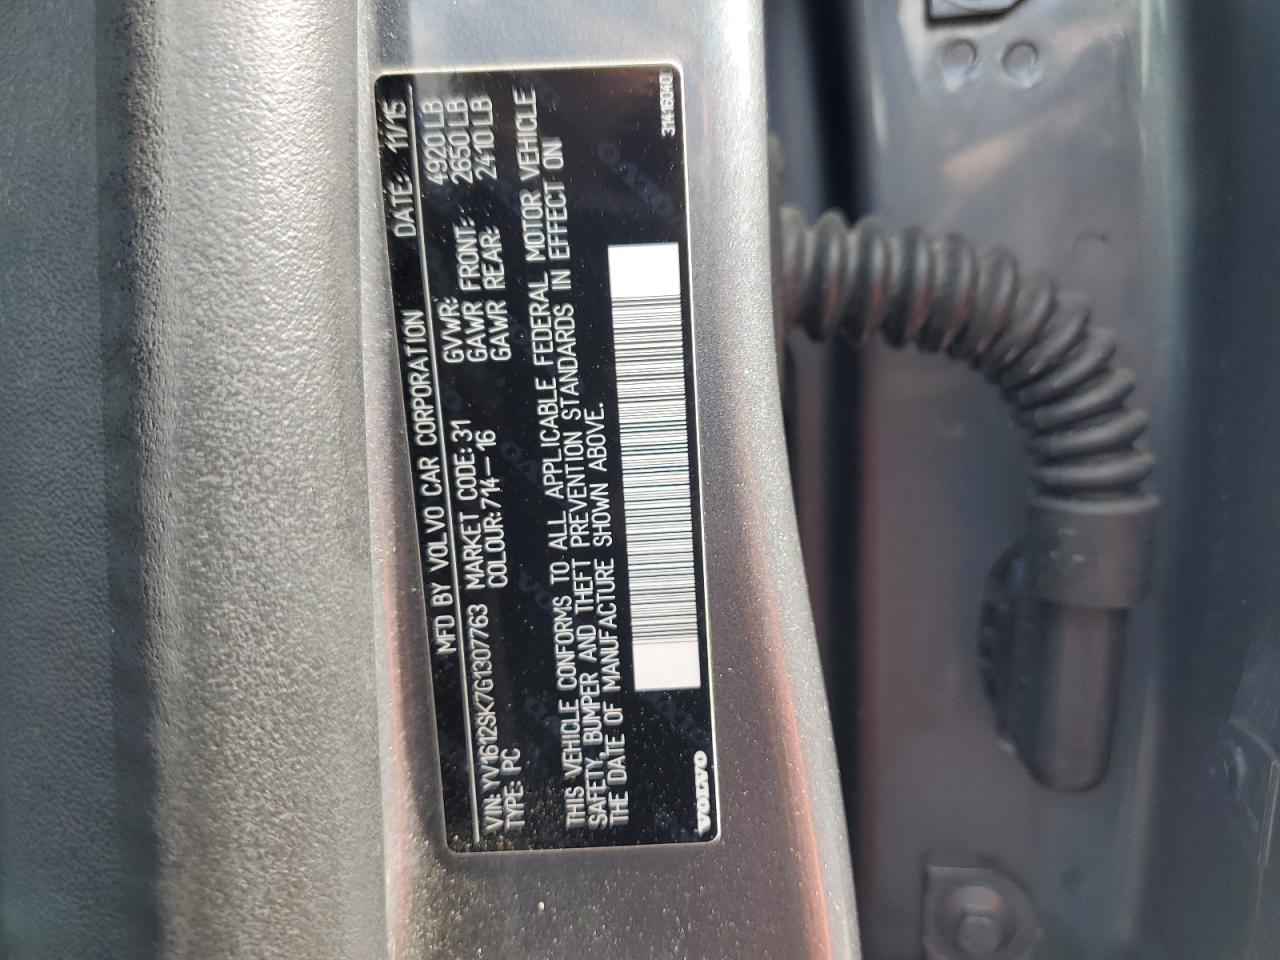 MFD BY VOLVO CAR CORPORATION DATE: 11/15
VIN: YV1612SK7G1307763 MARKET CODE: 31 GVWR: 4920 LB
TYPE: PC COLOUR: 714-16 GAWR FRONT: 2650 LB
GAWR REAR: 2410 LB
THIS VEHICLE CONFORMS TO ALL APPLICABLE FEDERAL MOTOR VEHICLE
SAFETY, BUMPER AND THEFT PREVENTION STANDARDS IN EFFECT ON
THE DATE OF MANUFACTURE SHOWN ABOVE.
VOLVO